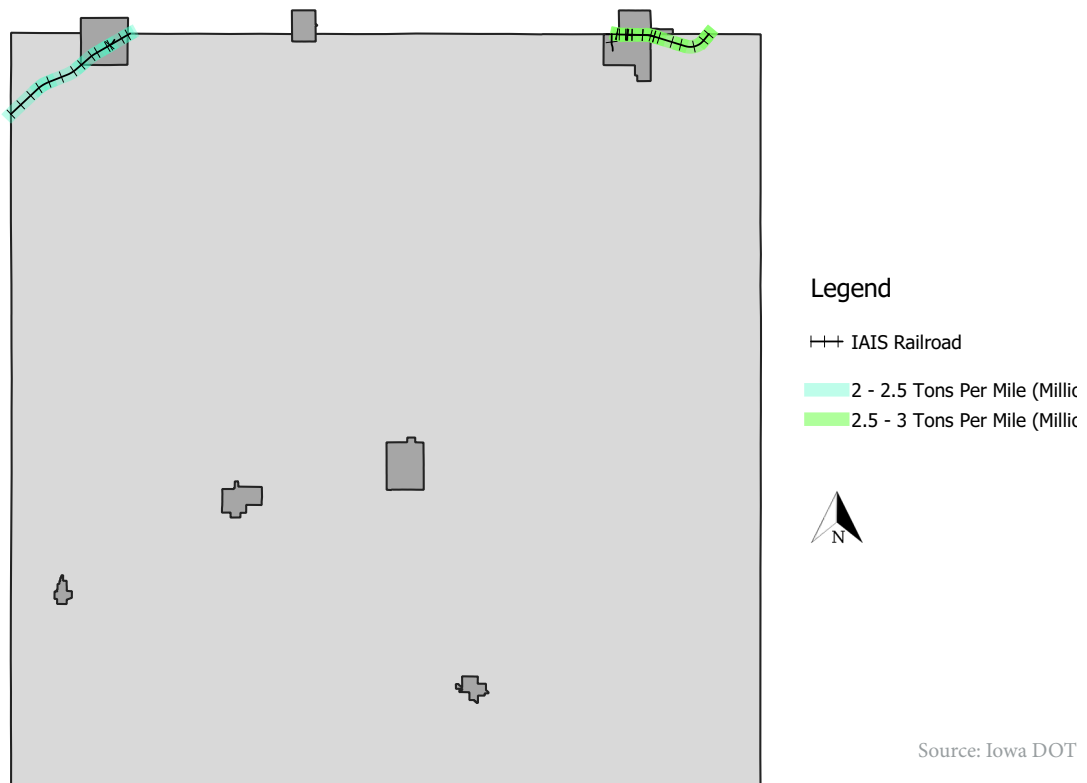 Legend
IAIS Railroad
2 - 2.5 Tons Per Mile
2.5 - 3 Tons Per Mile
N
Source: Iowa DOT